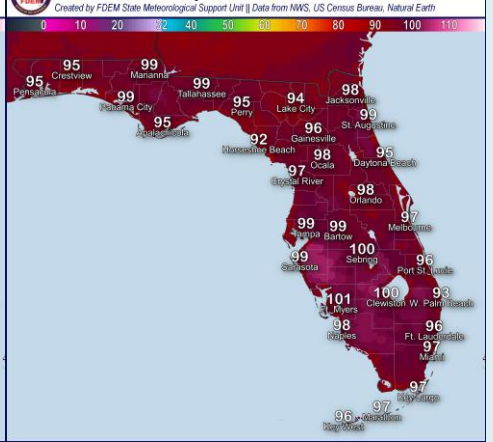 FDEM
Created by FDEM State Meteorological Support Unit || Data from NWS, US Census Bureau, Natural Earth
0 10 20 32 40 50 60 70 80 90 100 110
95
Crestview
99
Marianna
95
Pensacola
99
Panama City
99
Tallahassee
95
Apalachicola
95
Perry
94
Lake City
98
Jacksonville
99
St. Augustine
92
Horseshoe Beach
96
Gainesville
98
Ocala
95
Daytona Beach
97
Crystal River
98
Orlando
97
Melbourne
99
Tampa
99
Bartow
99
Sarasota
100
Sebring
96
Port St. Lucie
101
Ft. Myers
100
Clewiston
93
W. Palm Beach
98
Naples
96
Ft. Lauderdale
97
Miami
97
Key Largo
97
Marathon
96
Key West